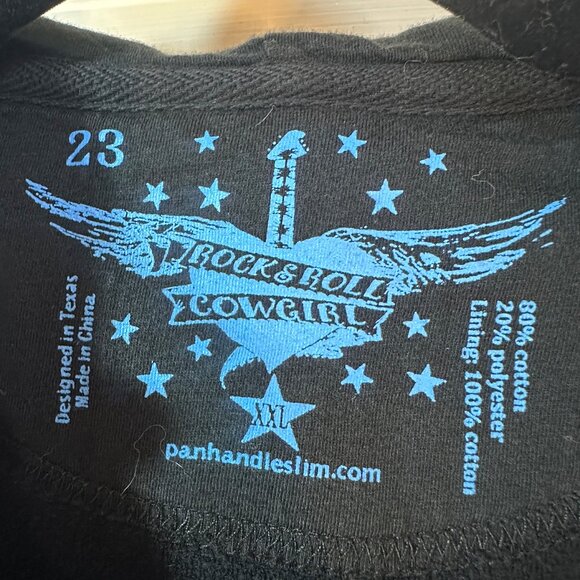 23
ROCK & ROLL
COWGIRL
Designed in Texas
Made in China
80% cotton
20% polyester
Lining: 100% cotton
XXL
panhandleslim.com